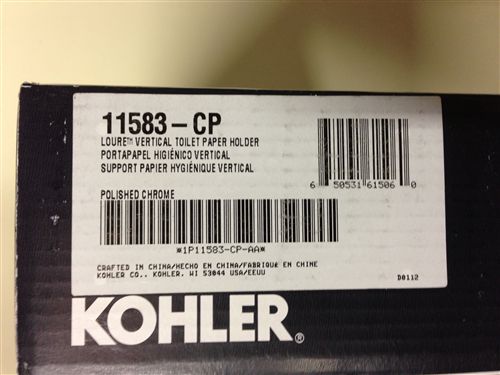 11583-CP
LOURE™ VERTICAL TOILET PAPER HOLDER
PORTAPAPEL HIGIÉNICO VERTICAL
SUPPORT PAPIER HYGIÉNIQUE VERTICAL
6 50531 61506 0
POLISHED CHROME
*1P11583-CP-AA*
CRAFTED IN CHINA/HECHO EN CHINA/FABRIQUÉ EN CHINE
KOHLER CO., KOHLER, WI 53044 USA/EEUU
D0112
KOHLER®